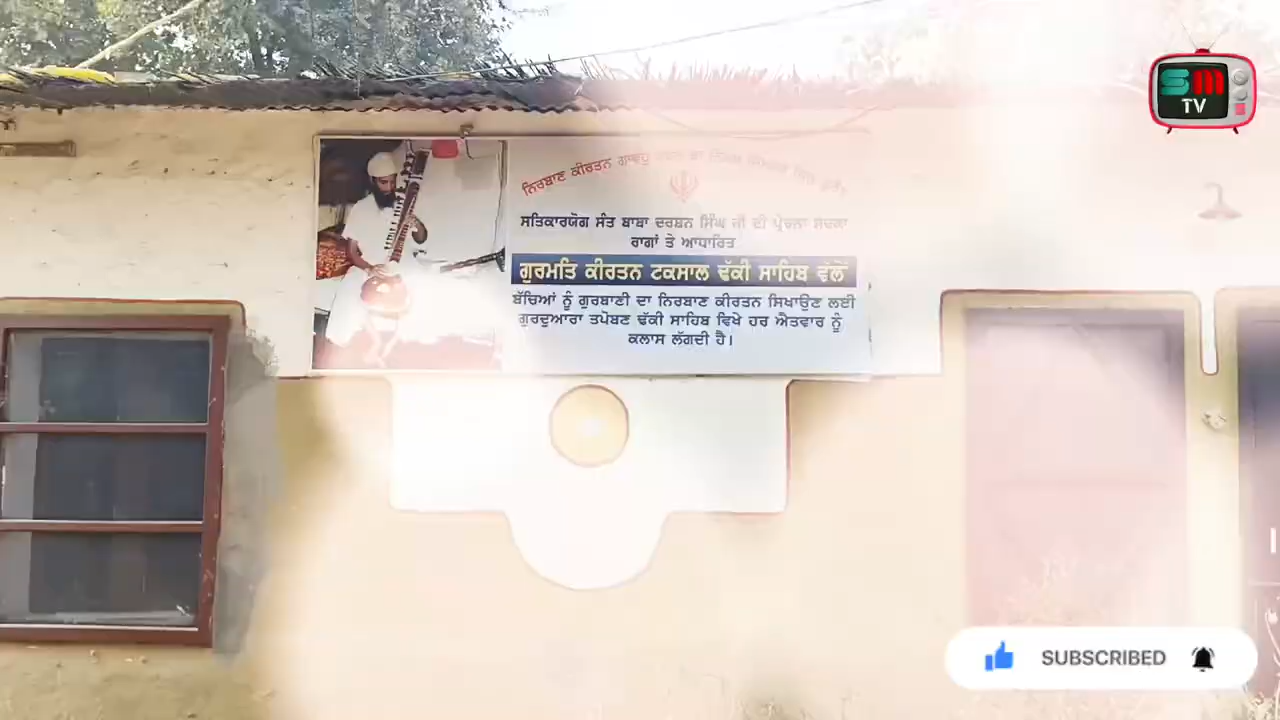 SM
TV
ਨਿਰਬਾਣ ਕੀਰਤਨ
ਸਤਿਕਾਰਯੋਗ ਸੰਤ ਬਾਬਾ ਦਰਸ਼ਨ ਸਿੰਘ ਜੀ ਦੀ ਪ੍ਰੇਰਨਾ ਸਦਕਾ
ਰਾਗਾਂ ਤੇ ਆਧਾਰਿਤ
ਗੁਰਮਤਿ ਕੀਰਤਨ ਟਕਸਾਲ ਢੱਕੀ ਸਾਹਿਬ ਵੱਲੋਂ
ਬੱਚਿਆਂ ਨੂੰ ਗੁਰਬਾਣੀ ਦਾ ਨਿਰਬਾਣ ਕੀਰਤਨ ਸਿਖਾਉਣ ਲਈ
ਗੁਰਦੁਆਰਾ ਤਪੋਬਣ ਢੱਕੀ ਸਾਹਿਬ ਵਿਖੇ ਹਰ ਐਤਵਾਰ ਨੂੰ
ਕਲਾਸ ਲੱਗਦੀ ਹੈ।
SUBSCRIBED